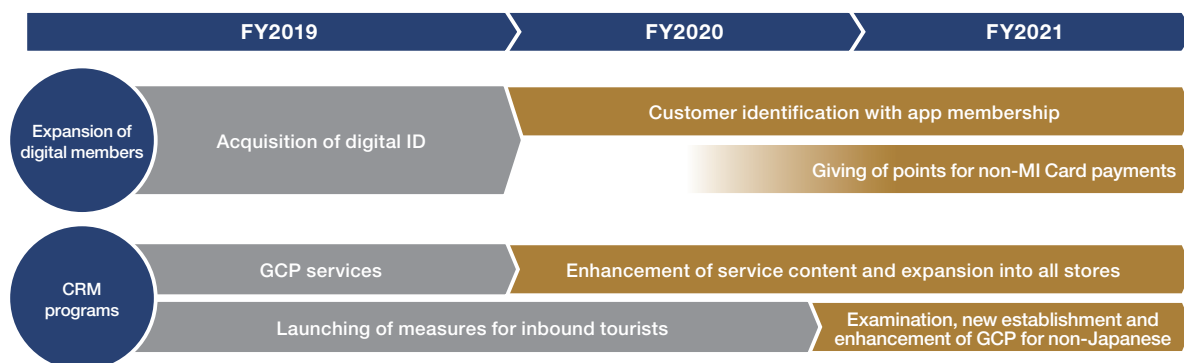 FY2019
FY2020
FY2021
Expansion of
digital members
Acquisition of digital ID
Customer identification with app membership
Giving of points for non-MI Card payments
CRM
programs
GCP services
Enhancement of service content and expansion into all stores
Launching of measures for inbound tourists
Examination, new establishment and
enhancement of GCP for non-Japanese